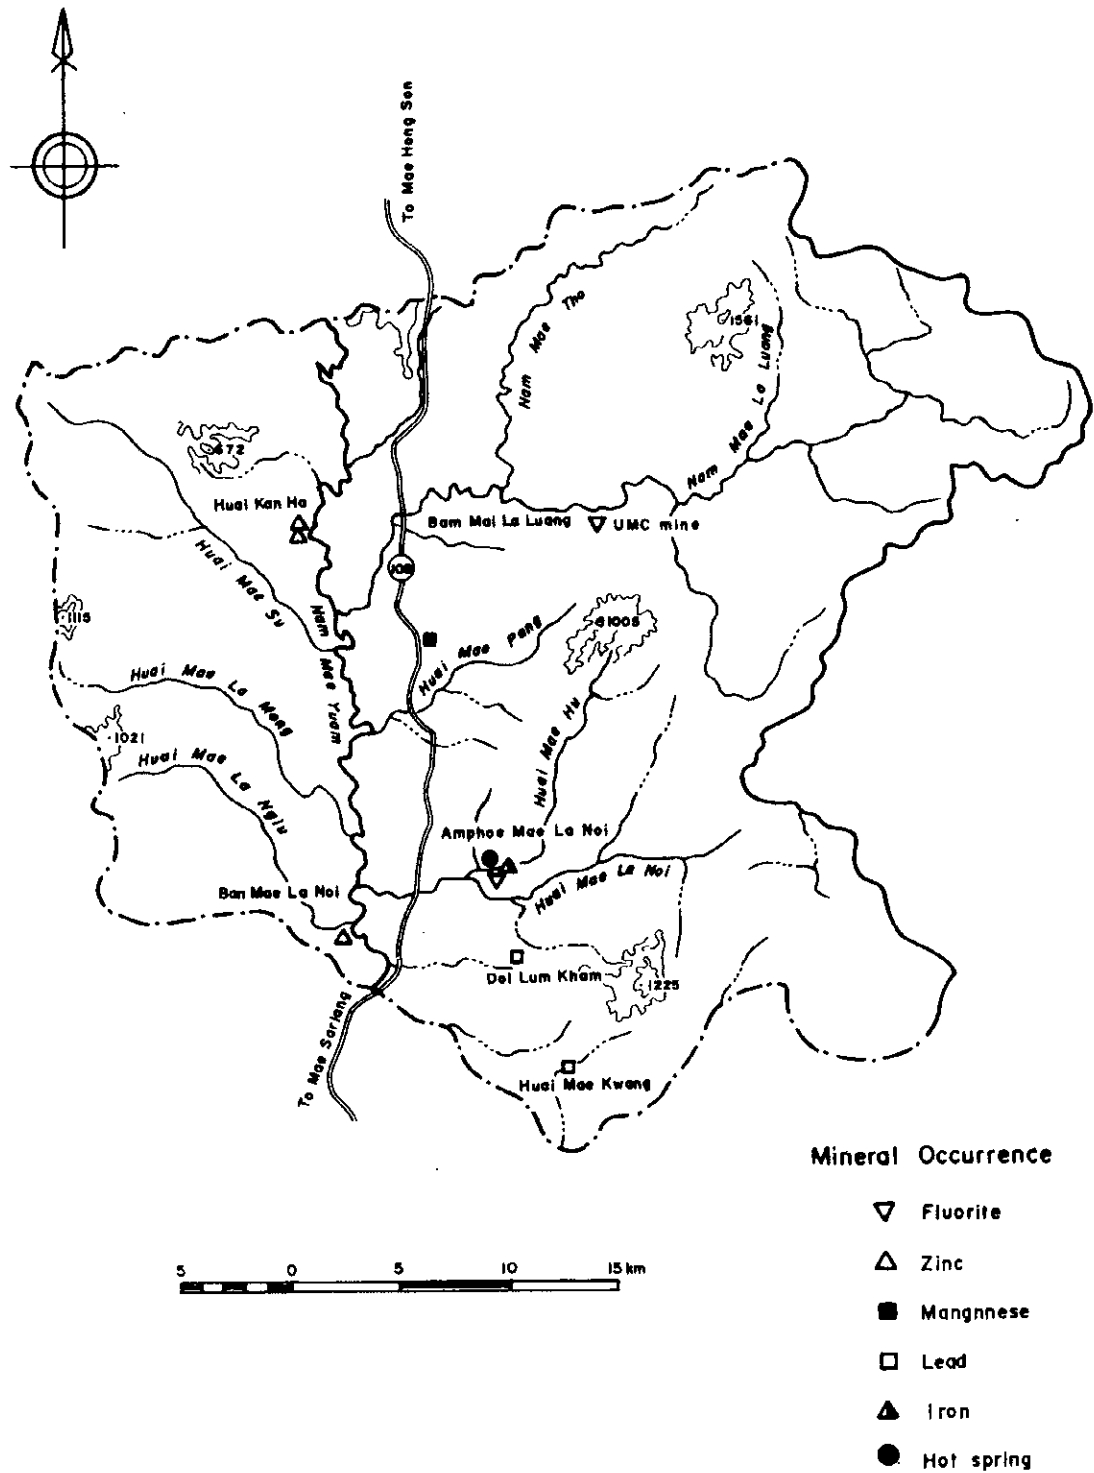 To Mae Hong Son
Nam Mae Tho
1561
Nam Mae La Luang
672
Huai Kan Ha
Bam Mai La Luang
UMC mine
Huai Mae Su
108
1115
Nam Mae Yuam
Huai Mae Pang
1005
Huai Mae La Mong
1021
Huai Mae La Ngiu
Huai Mae Hu
Amphoe Mae La Noi
Ban Mae La Noi
Huai Mae La Noi
Doi Lum Kham
1225
To Mae Sariang
Huai Mae Kwang
Mineral Occurrence
Fluorite
Zinc
Mangnnese
Lead
Iron
Hot spring
5 0 5 10 15 km